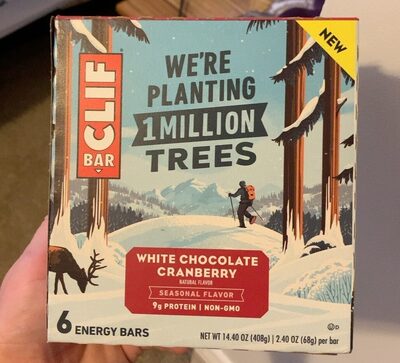 NEW
CLIF
BAR
WE'RE
PLANTING
1 MILLION
TREES
WHITE CHOCOLATE
CRANBERRY
NATURAL FLAVOR
SEASONAL FLAVOR
9g PROTEIN | NON-GMO
6 ENERGY BARS
NET WT 14.40 OZ (408g) | 2.40 OZ (68g) per bar
U D